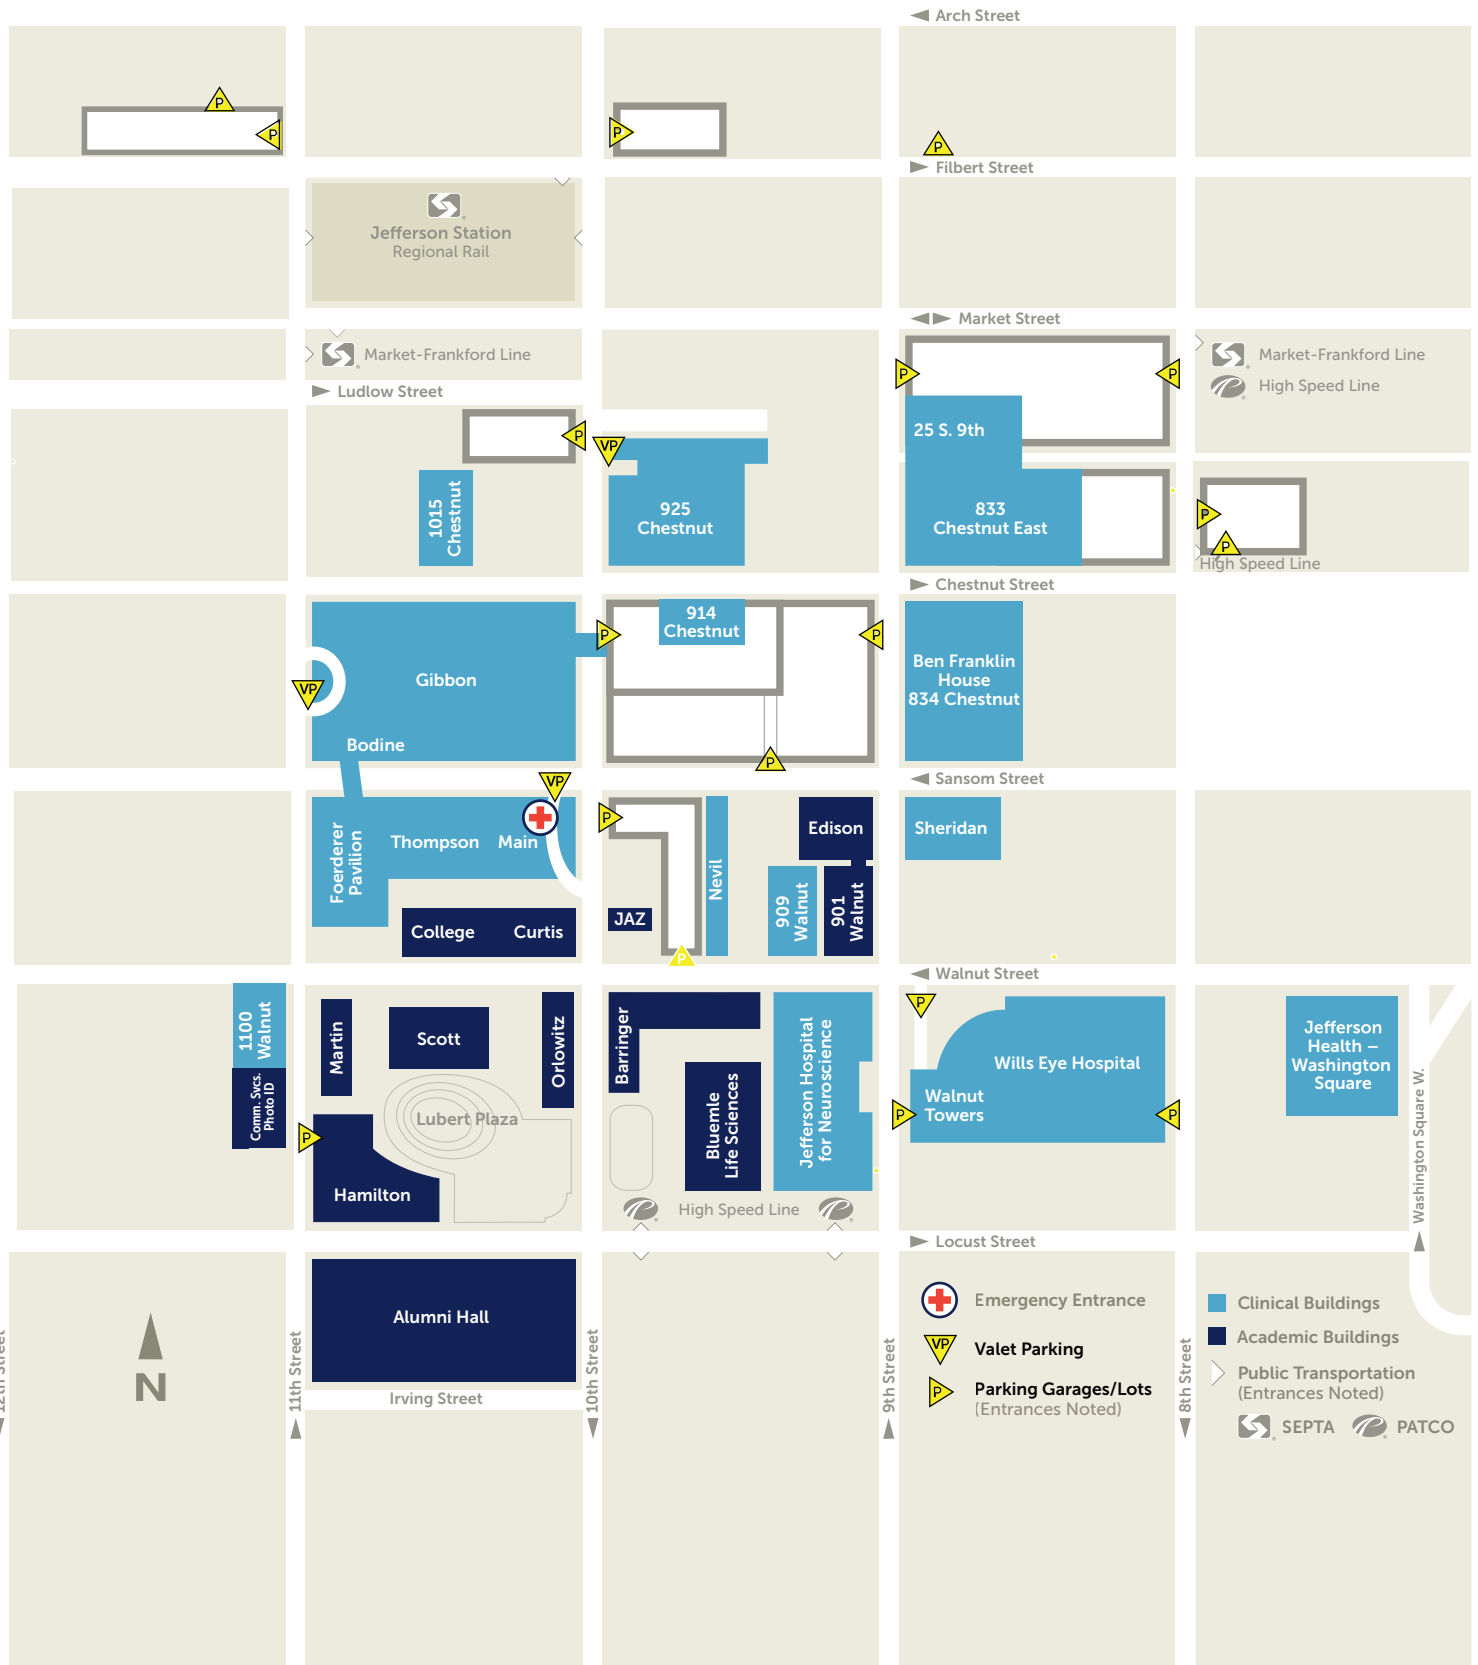 Arch Street
P
P
P
P
Filbert Street
Jefferson Station
Regional Rail
Market Street
Market-Frankford Line
Market-Frankford Line
High Speed Line
Ludlow Street
P
P
P
VP
25 S. 9th
1015
Chestnut
925
Chestnut
833
Chestnut East
P
P
High Speed Line
Chestnut Street
914
Chestnut
P
P
Gibbon
VP
Ben Franklin
House
834 Chestnut
Bodine
P
Sansom Street
VP
P
Foerderer
Pavilion
Thompson
Main
Nevil
Edison
Sheridan
909
Walnut
901
Walnut
JAZ
College
Curtis
P
Walnut Street
1100
Walnut
Comm. Svcs.
Photo ID
Martin
Scott
Orlowitz
Barringer
Jefferson Hospital
for Neuroscience
P
Wills Eye Hospital
Jefferson
Health –
Washington
Square
Walnut
Towers
P
P
Lubert Plaza
Bluemle
Life Sciences
P
Hamilton
High Speed Line
Washington Square W.
Locust Street
Alumni Hall
Emergency Entrance
VP
Valet Parking
P
Parking Garages/Lots
(Entrances Noted)
Clinical Buildings
Academic Buildings
Public Transportation
(Entrances Noted)
SEPTA
PATCO
N
Irving Street
12th Street
11th Street
10th Street
9th Street
8th Street